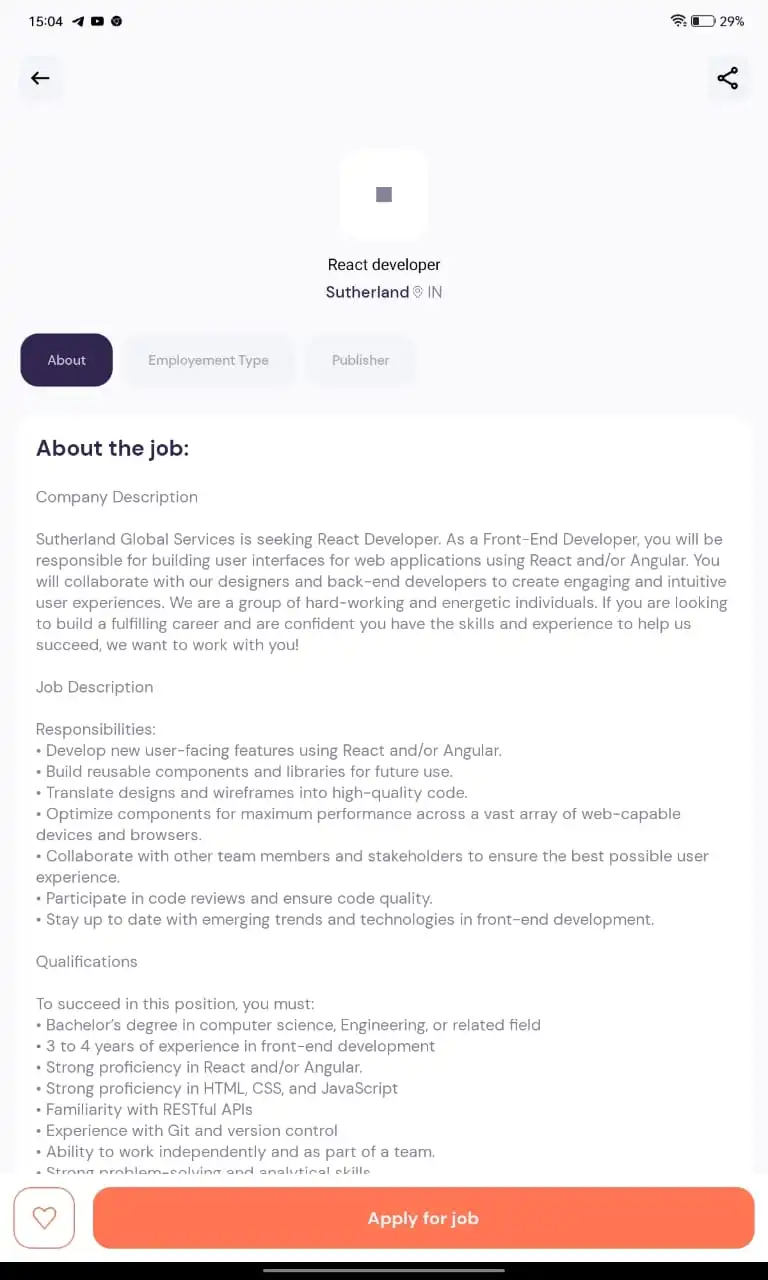 15:04
29%
React developer
Sutherland IN
About
Employement Type
Publisher
About the job:
Company Description
Sutherland Global Services is seeking React Developer. As a Front-End Developer, you will be
responsible for building user interfaces for web applications using React and/or Angular. You
will collaborate with our designers and back-end developers to create engaging and intuitive
user experiences. We are a group of hard-working and energetic individuals. If you are looking
to build a fulfilling career and are confident you have the skills and experience to help us
succeed, we want to work with you!
Job Description
Responsibilities:
• Develop new user-facing features using React and/or Angular.
• Build reusable components and libraries for future use.
• Translate designs and wireframes into high-quality code.
• Optimize components for maximum performance across a vast array of web-capable
devices and browsers.
• Collaborate with other team members and stakeholders to ensure the best possible user
experience.
• Participate in code reviews and ensure code quality.
• Stay up to date with emerging trends and technologies in front-end development.
Qualifications
To succeed in this position, you must:
• Bachelor's degree in computer science, Engineering, or related field
• 3 to 4 years of experience in front-end development
• Strong proficiency in React and/or Angular.
• Strong proficiency in HTML, CSS, and JavaScript
• Familiarity with RESTful APIs
• Experience with Git and version control
• Ability to work independently and as part of a team.
• Strong problem-solving and analytical skills
Apply for job